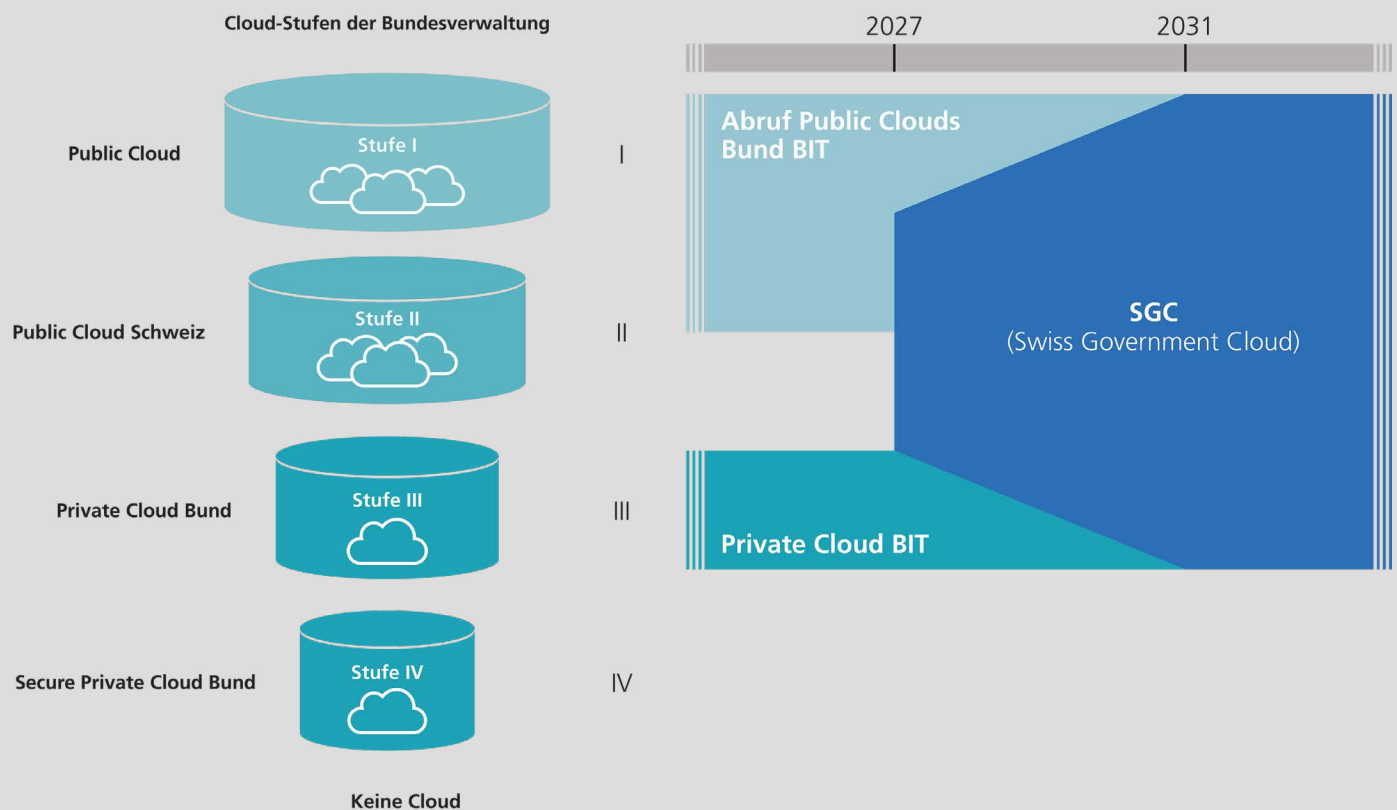 Cloud-Stufen der Bundesverwaltung
2027
2031
Public Cloud
Stufe I
I
Abruf Public Clouds
Bund BIT
Public Cloud Schweiz
Stufe II
II
SGC
(Swiss Government Cloud)
Private Cloud Bund
Stufe III
III
Private Cloud BIT
Secure Private Cloud Bund
Stufe IV
IV
Keine Cloud